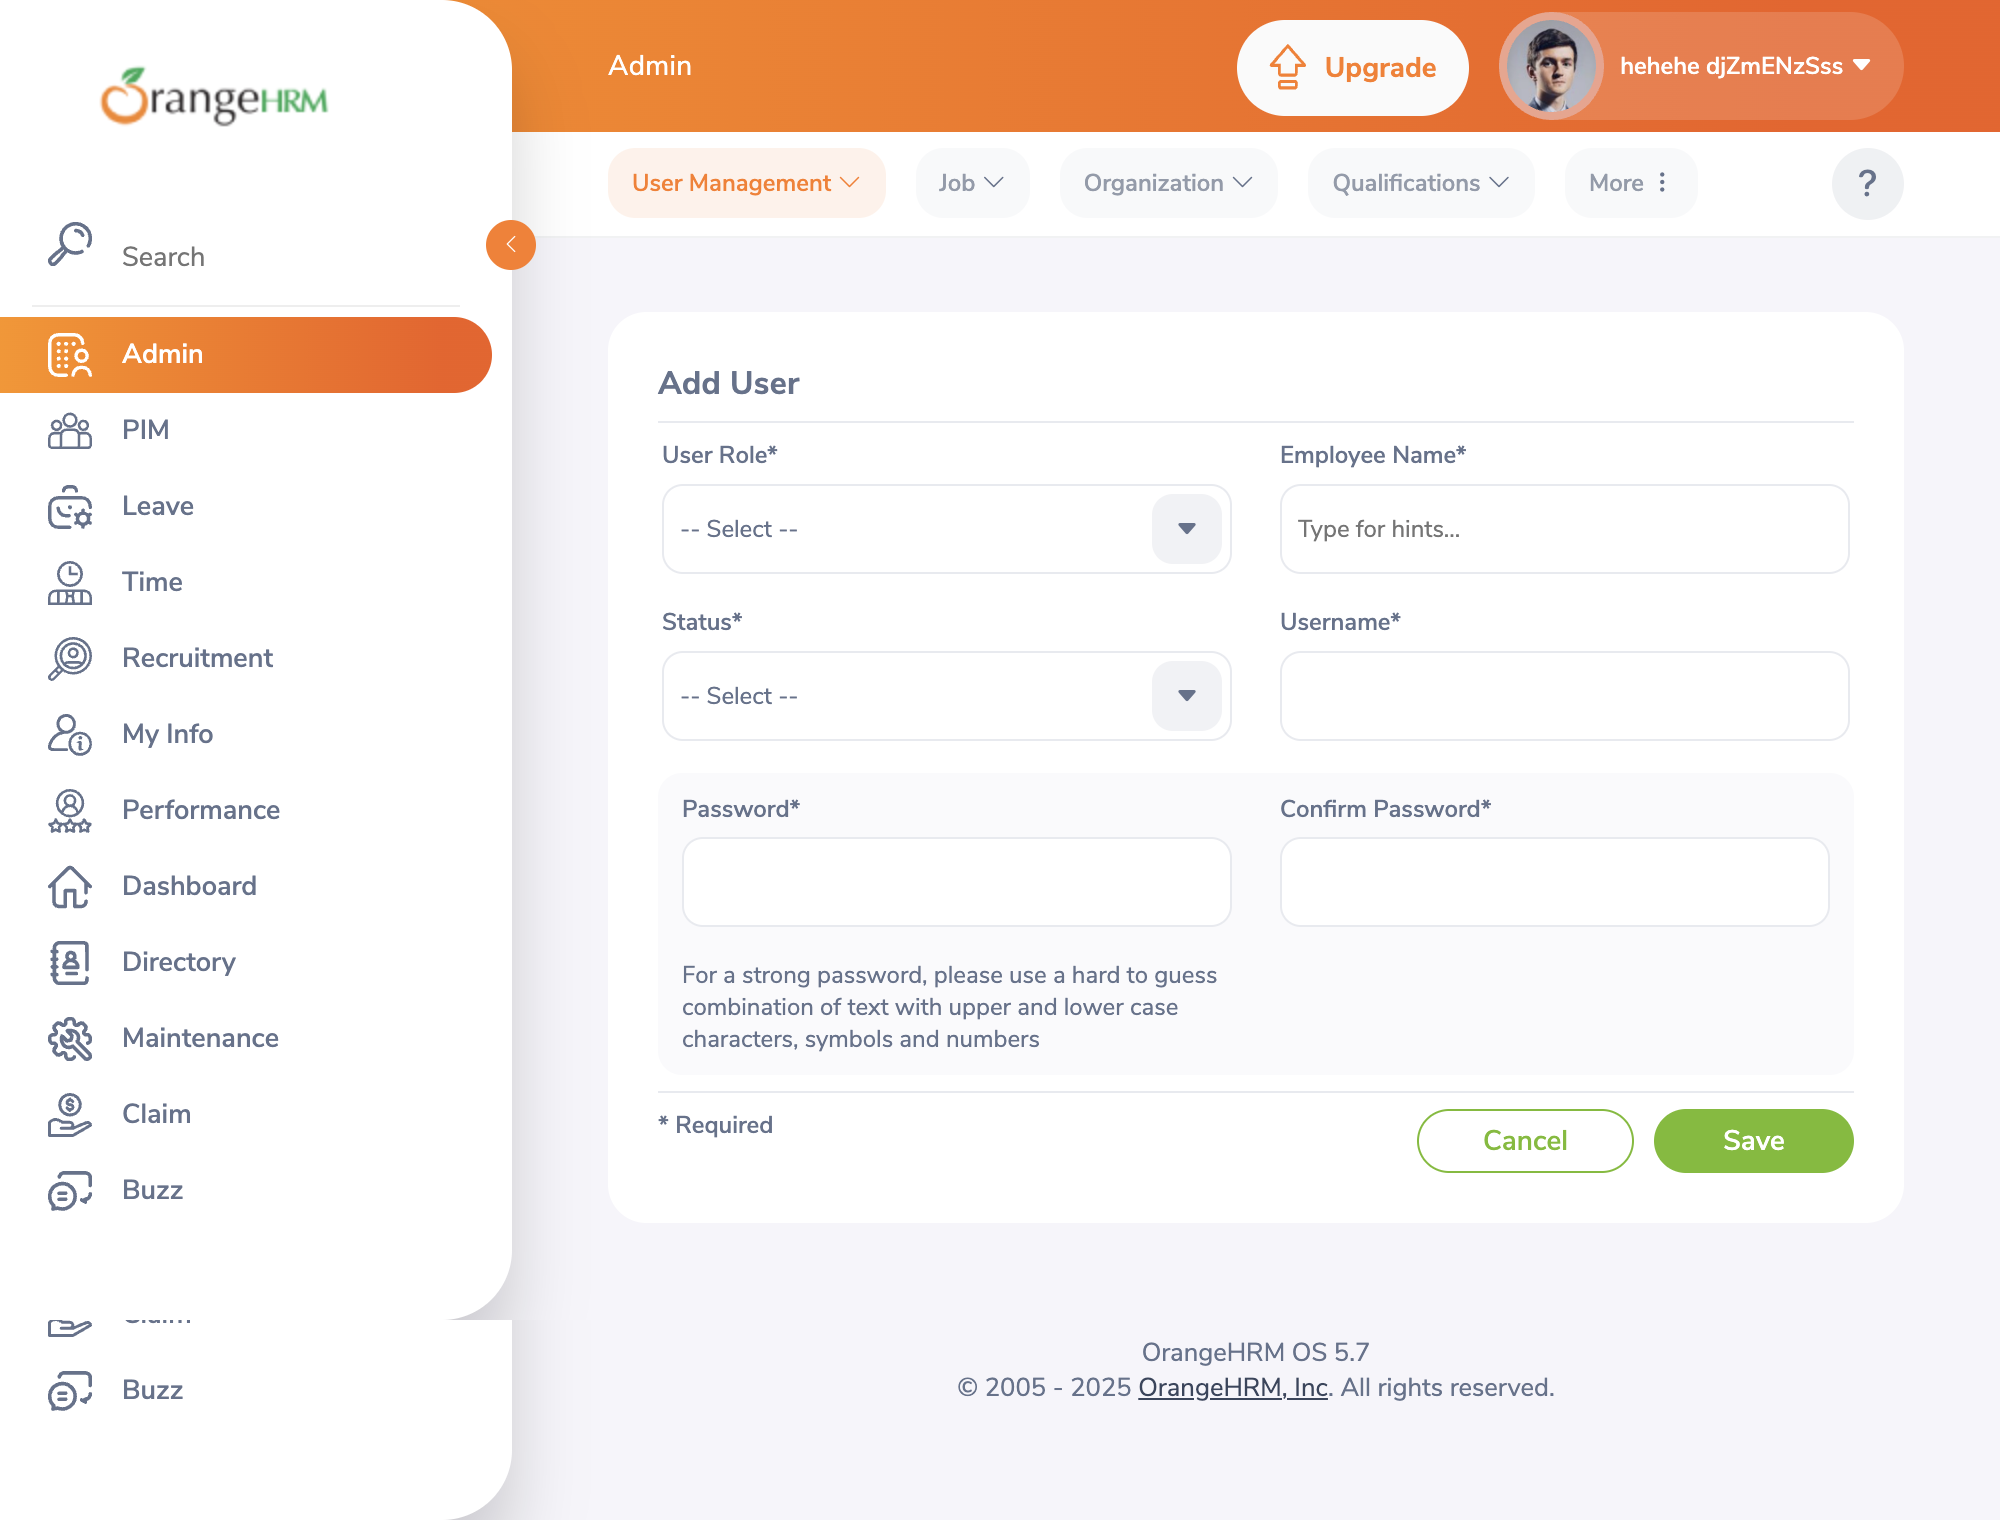 OrangeHRM
Search
Admin
PIM
Leave
Time
Recruitment
My Info
Performance
Dashboard
Directory
Maintenance
Claim
Buzz
Claim
Buzz
Admin
Upgrade
hehehe djZmENzSss
User Management
Job
Organization
Qualifications
More
?
Add User
User Role*
-- Select --
Employee Name*
Type for hints...
Status*
-- Select --
Username*
Password*
Confirm Password*
For a strong password, please use a hard to guess
combination of text with upper and lower case
characters, symbols and numbers
* Required
Cancel
Save
OrangeHRM OS 5.7
© 2005 - 2025 OrangeHRM, Inc. All rights reserved.